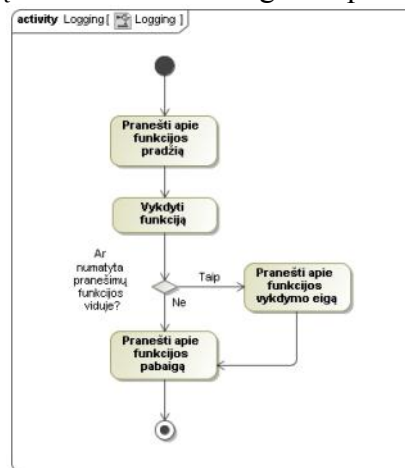 activity Logging [ Logging ]
Pranešti apie
funkcijos
pradžią
Vykdyti
funkciją
Ar
numatyta
pranešimų
funkcijos
viduje?
Taip
Ne
Pranešti apie
funkcijos
vykdymo eigą
Pranešti apie
funkcijos
pabaigą